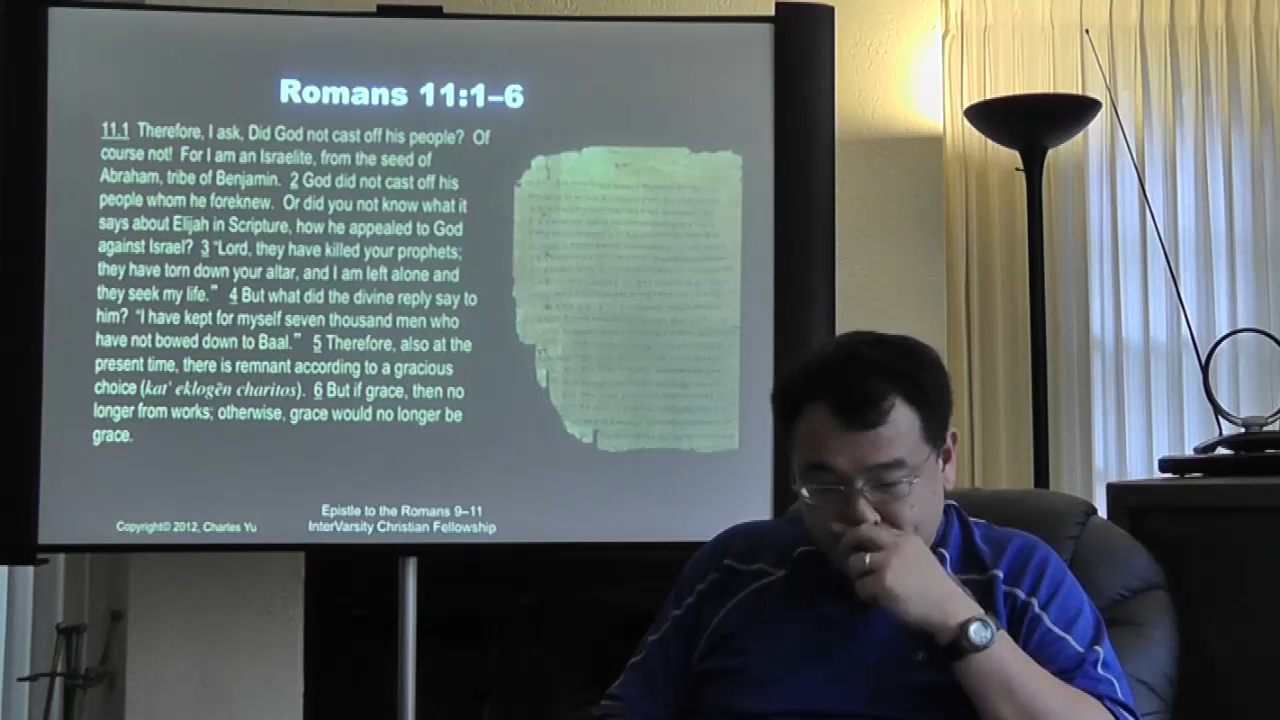 Romans 11:1–6
11.1 Therefore, I ask, Did God not cast off his people? Of
course not! For I am an Israelite, from the seed of
Abraham, tribe of Benjamin. 2 God did not cast off his
people whom he foreknew. Or did you not know what it
says about Elijah in Scripture, how he appealed to God
against Israel? 3 “Lord, they have killed your prophets;
they have torn down your altar, and I am left alone and
they seek my life.” 4 But what did the divine reply say to
him? “I have kept for myself seven thousand men who
have not bowed down to Baal.” 5 Therefore, also at the
present time, there is remnant according to a gracious
choice (kat’ eklogēn charitos). 6 But if grace, then no
longer from works; otherwise, grace would no longer be
grace.
Epistle to the Romans 9–11
Copyright© 2012, Charles Yu
InterVarsity Christian Fellowship